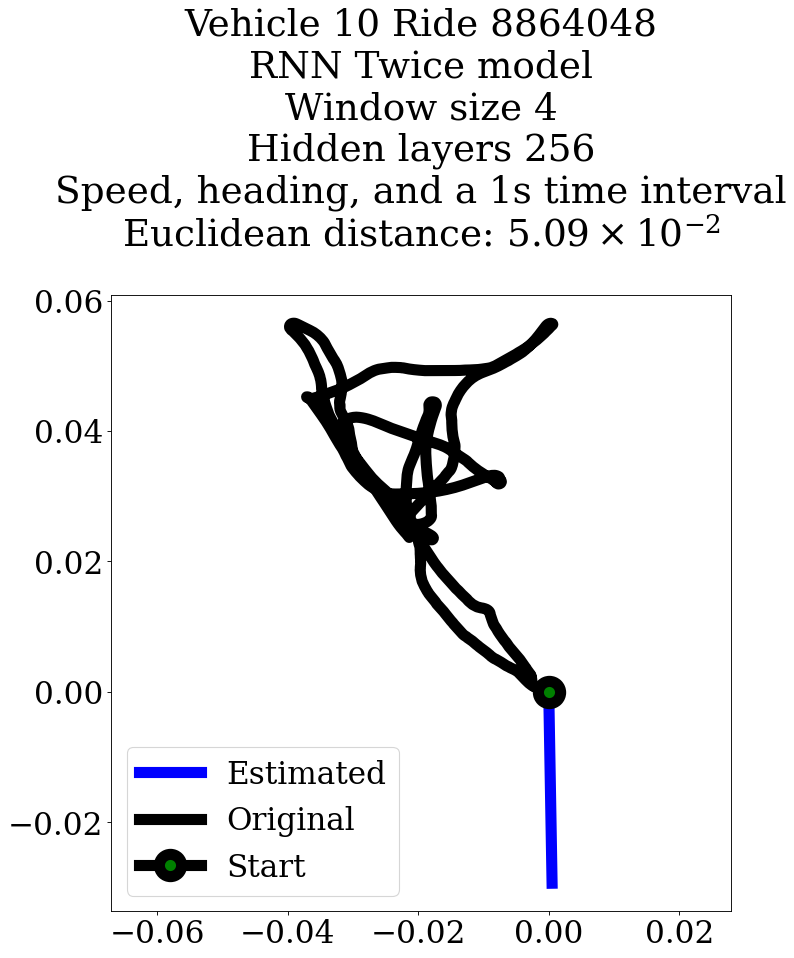 Vehicle 10 Ride 8864048
RNN Twice model
Window size 4
Hidden layers 256
Speed, heading, and a 1s time interval
Euclidean distance: 5.09 × 10⁻²
0.06
0.04
0.02
0.00
−0.02
Estimated
Original
Start
−0.06 −0.04 −0.02 0.00 0.02